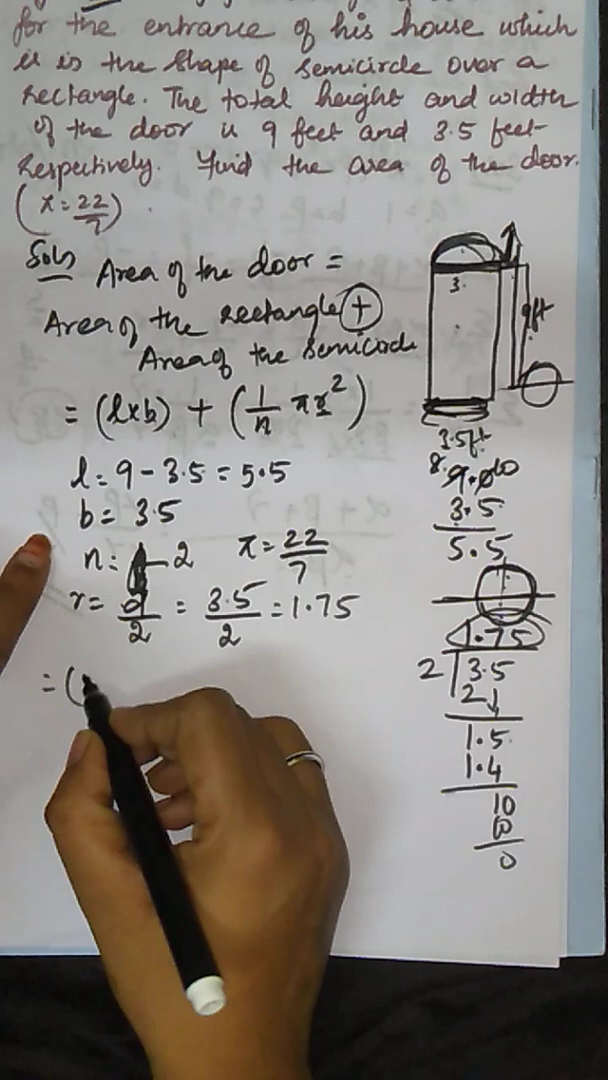 for the entrance of his house which
it is the shape of semicircle over a
rectangle. The total height and width
of the door is 9 feet and 3.5 feet
respectively. Find the area of the door.
(π = 22/7).
Soln Area of the door =
Area of the rectangle +
Area of the semicircle
= (l×b) + (1/n πr²)
l = 9 - 3.5 = 5.5
b = 3.5
n = 2 π = 22/7
r = d/2 = 3.5/2 = 1.75
= (
3.
9ft
3.5ft
3.5
5.5
1.75
2 3.5
2
1.5
1.4
10
10
0